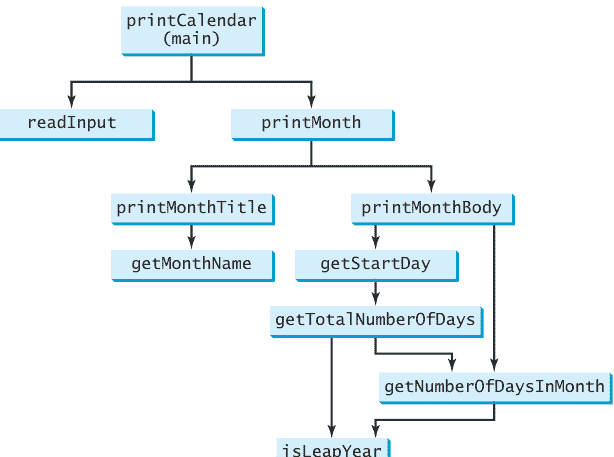 printCalendar
(main)
readInput
printMonth
printMonthTitle
printMonthBody
getMonthName
getStartDay
getTotalNumberOfDays
getNumberOfDaysInMonth
isLeapYear